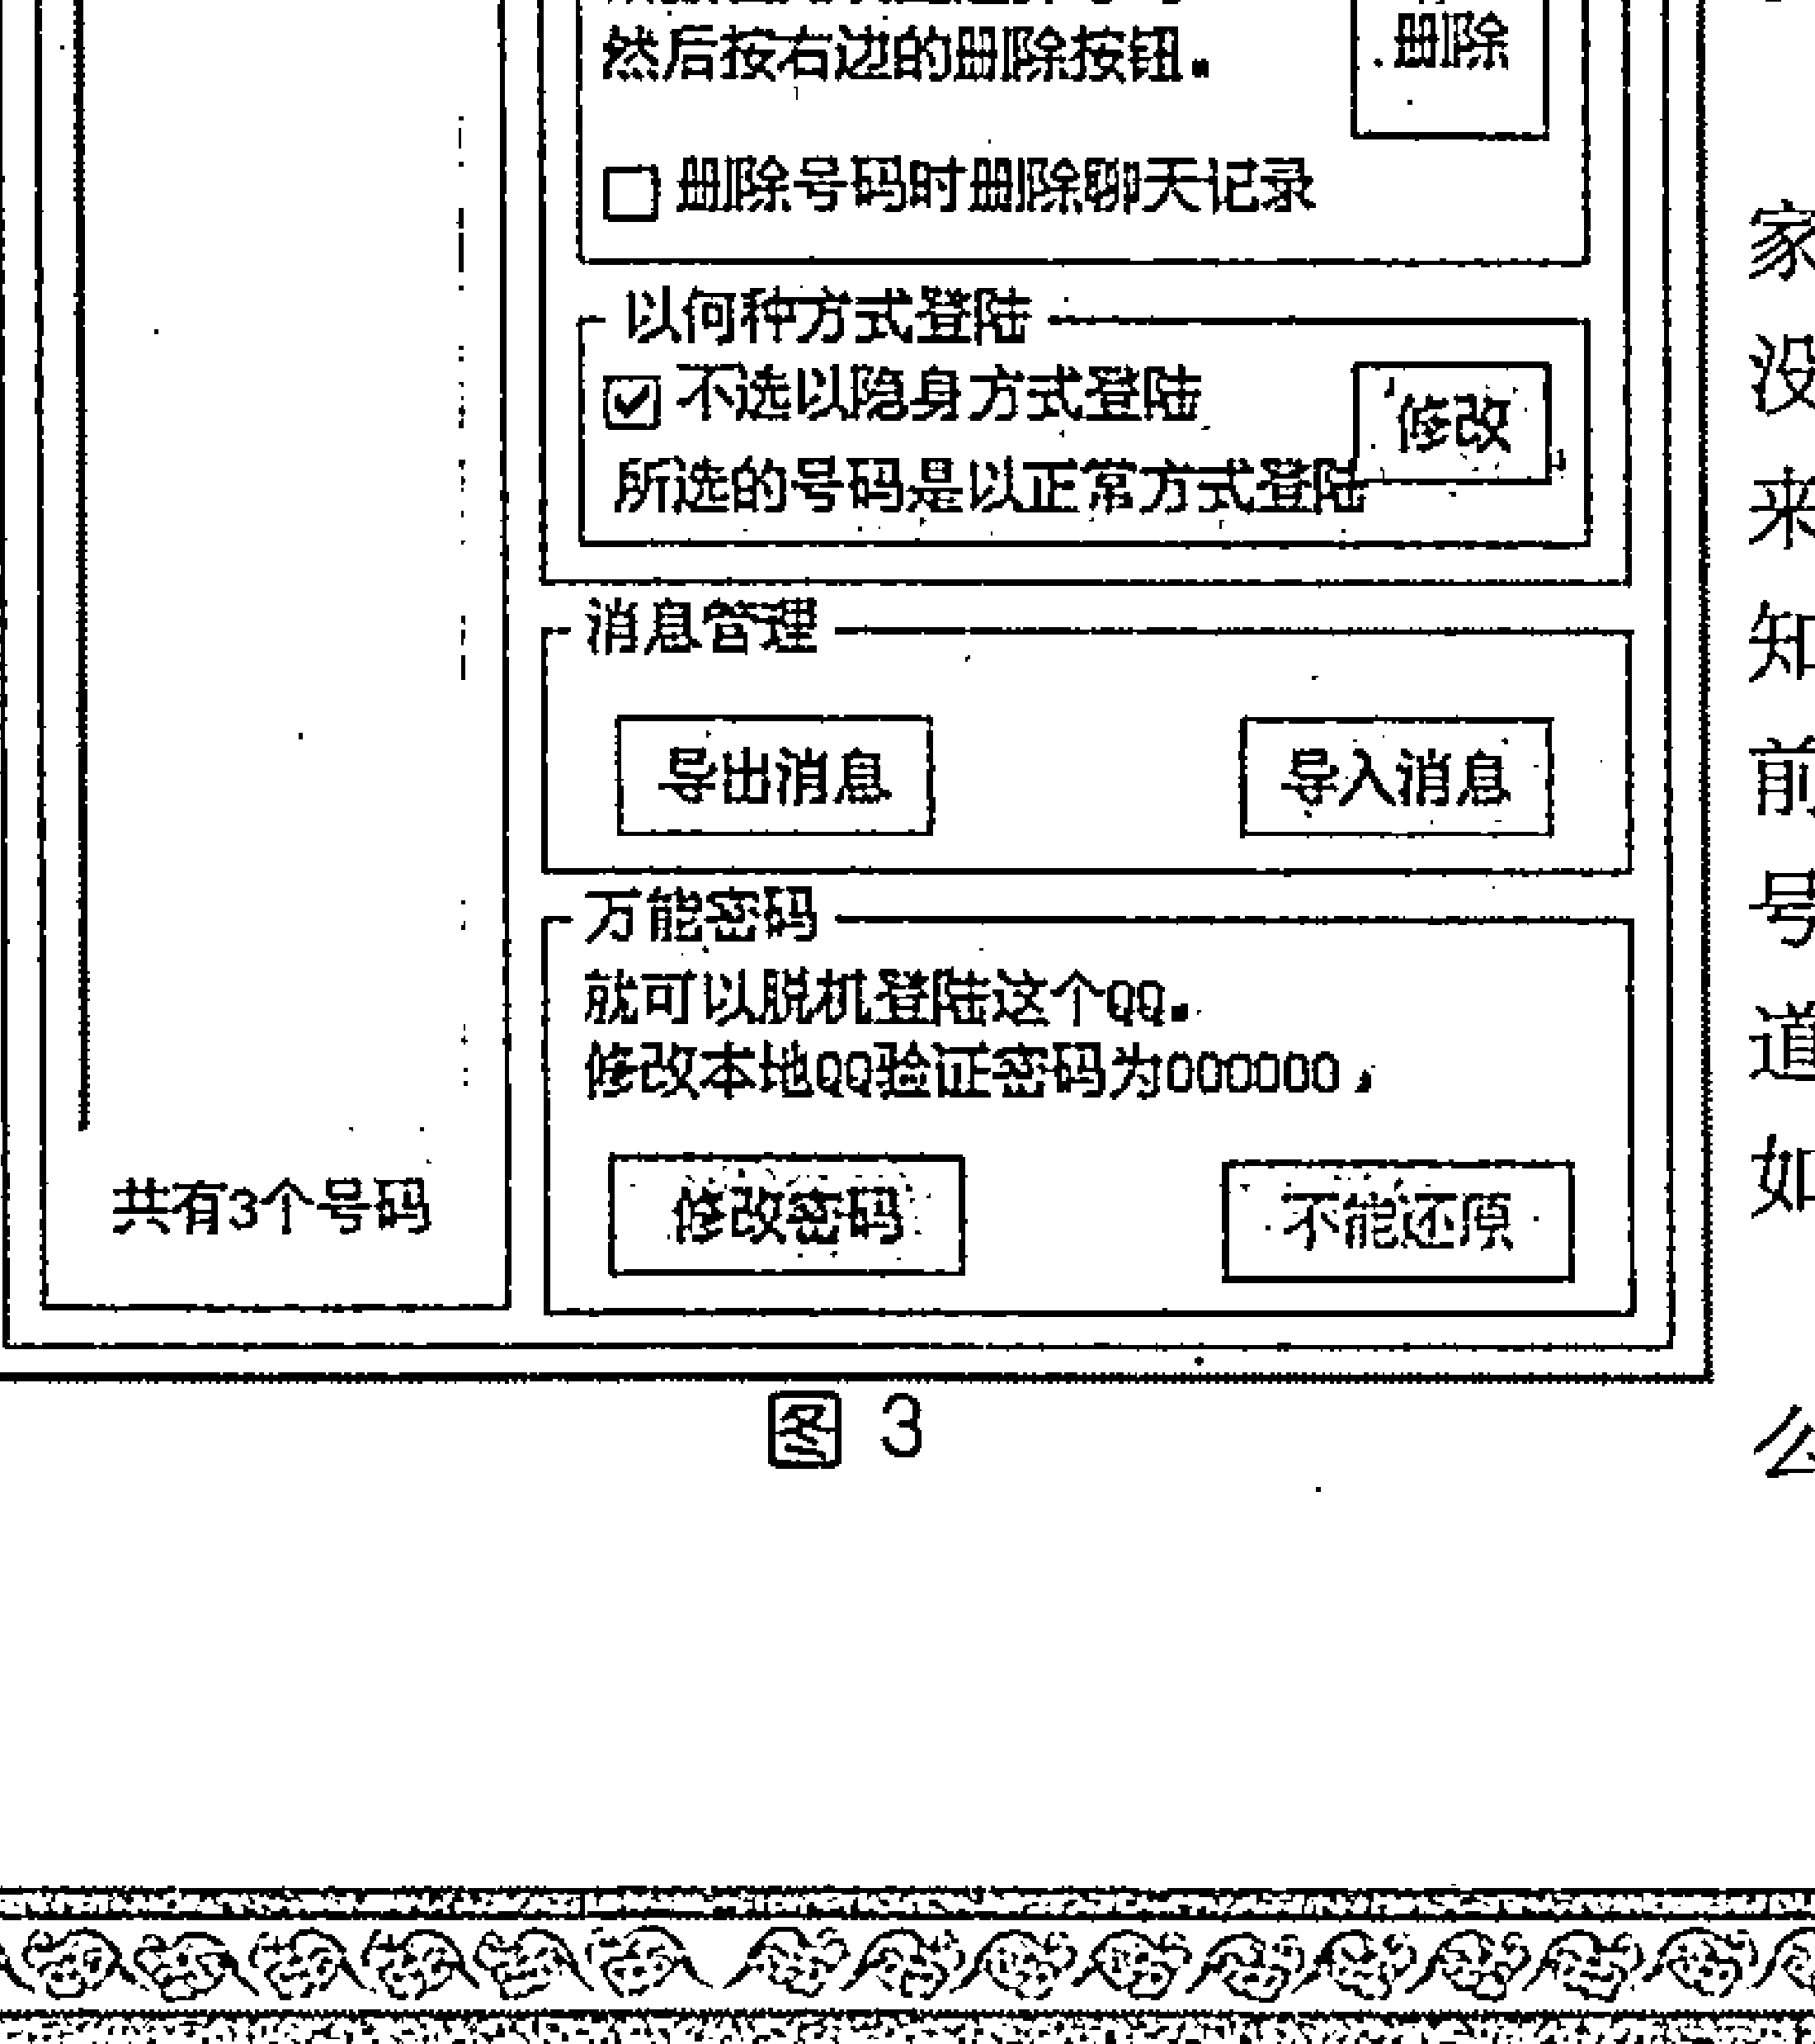 然后按右边的删除按钮。
删除
删除号码时删除聊天记录
以何种方式登陆
不选以隐身方式登陆
修改
所选的号码是以正常方式登陆
消息管理
导出消息
导入消息
万能密码
就可以脱机登陆这个QQ。
修改本地QQ验证密码为000000，
修改密码
不能还原
共有3个号码
图 3
家
没
来
知
前
号
道
如
么